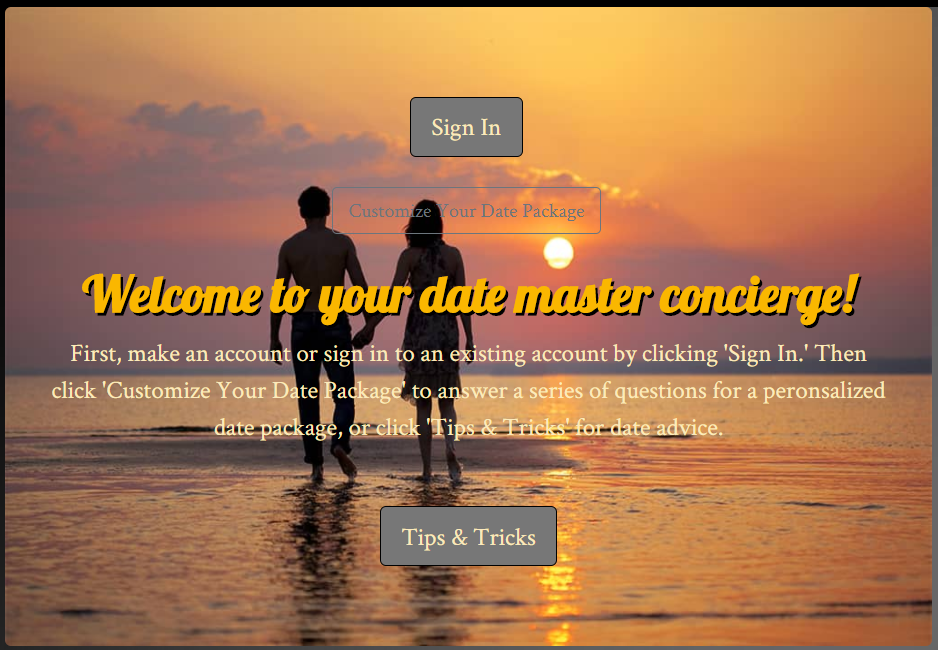 Sign In
Customize Your Date Package
Welcome to your date master concierge!
First, make an account or sign in to an existing account by clicking 'Sign In.' Then
click 'Customize Your Date Package' to answer a series of questions for a peronsalized
date package, or click 'Tips & Tricks' for date advice.
Tips & Tricks